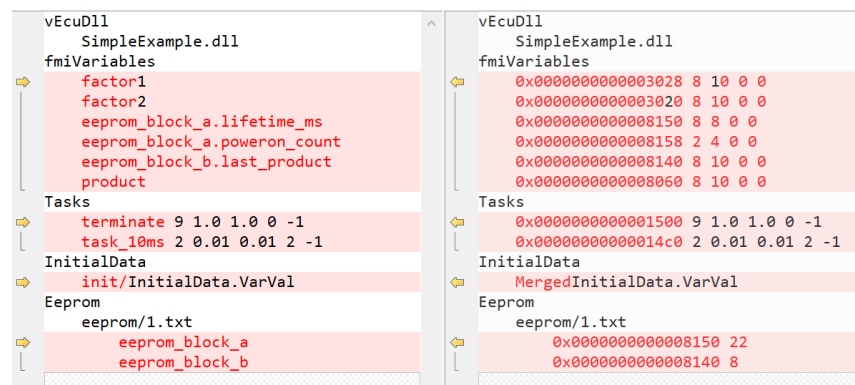 vEcuDll
SimpleExample.dll
fmiVariables
factor1
factor2
eeprom_block_a.lifetime_ms
eeprom_block_a.poweron_count
eeprom_block_b.last_product
product
Tasks
terminate 9 1.0 1.0 0 -1
task_10ms 2 0.01 0.01 2 -1
InitialData
init/InitialData.VarVal
Eeprom
eeprom/1.txt
eeprom_block_a
eeprom_block_b
vEcuDll
SimpleExample.dll
fmiVariables
0x0000000000003028 8 10 0 0
0x0000000000003020 8 10 0 0
0x0000000000008150 8 8 0 0
0x0000000000008158 2 4 0 0
0x0000000000008140 8 10 0 0
0x0000000000008060 8 10 0 0
Tasks
0x0000000000001500 9 1.0 1.0 0 -1
0x00000000000014c0 2 0.01 0.01 2 -1
InitialData
MergedInitialData.VarVal
Eeprom
eeprom/1.txt
0x0000000000008150 22
0x0000000000008140 8